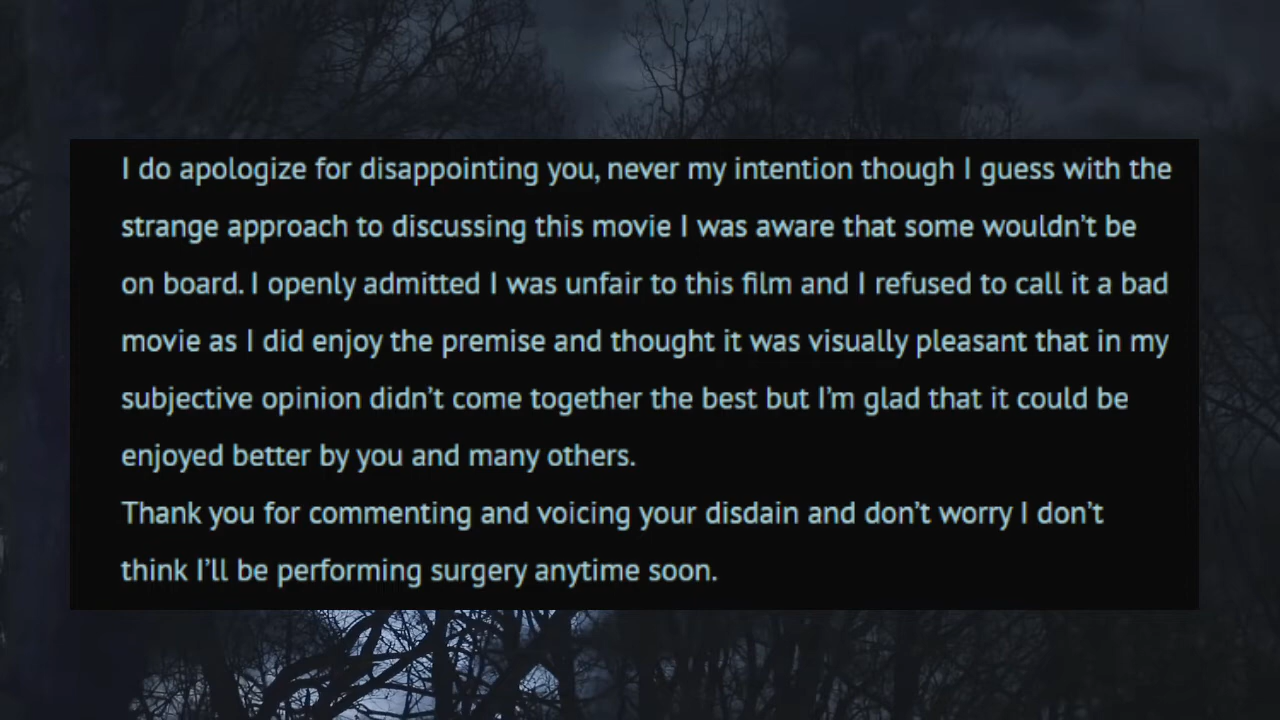 I do apologize for disappointing you, never my intention though I guess with the
strange approach to discussing this movie I was aware that some wouldn't be
on board. I openly admitted I was unfair to this film and I refused to call it a bad
movie as I did enjoy the premise and thought it was visually pleasant that in my
subjective opinion didn't come together the best but I'm glad that it could be
enjoyed better by you and many others.
Thank you for commenting and voicing your disdain and don't worry I don't
think I'll be performing surgery anytime soon.